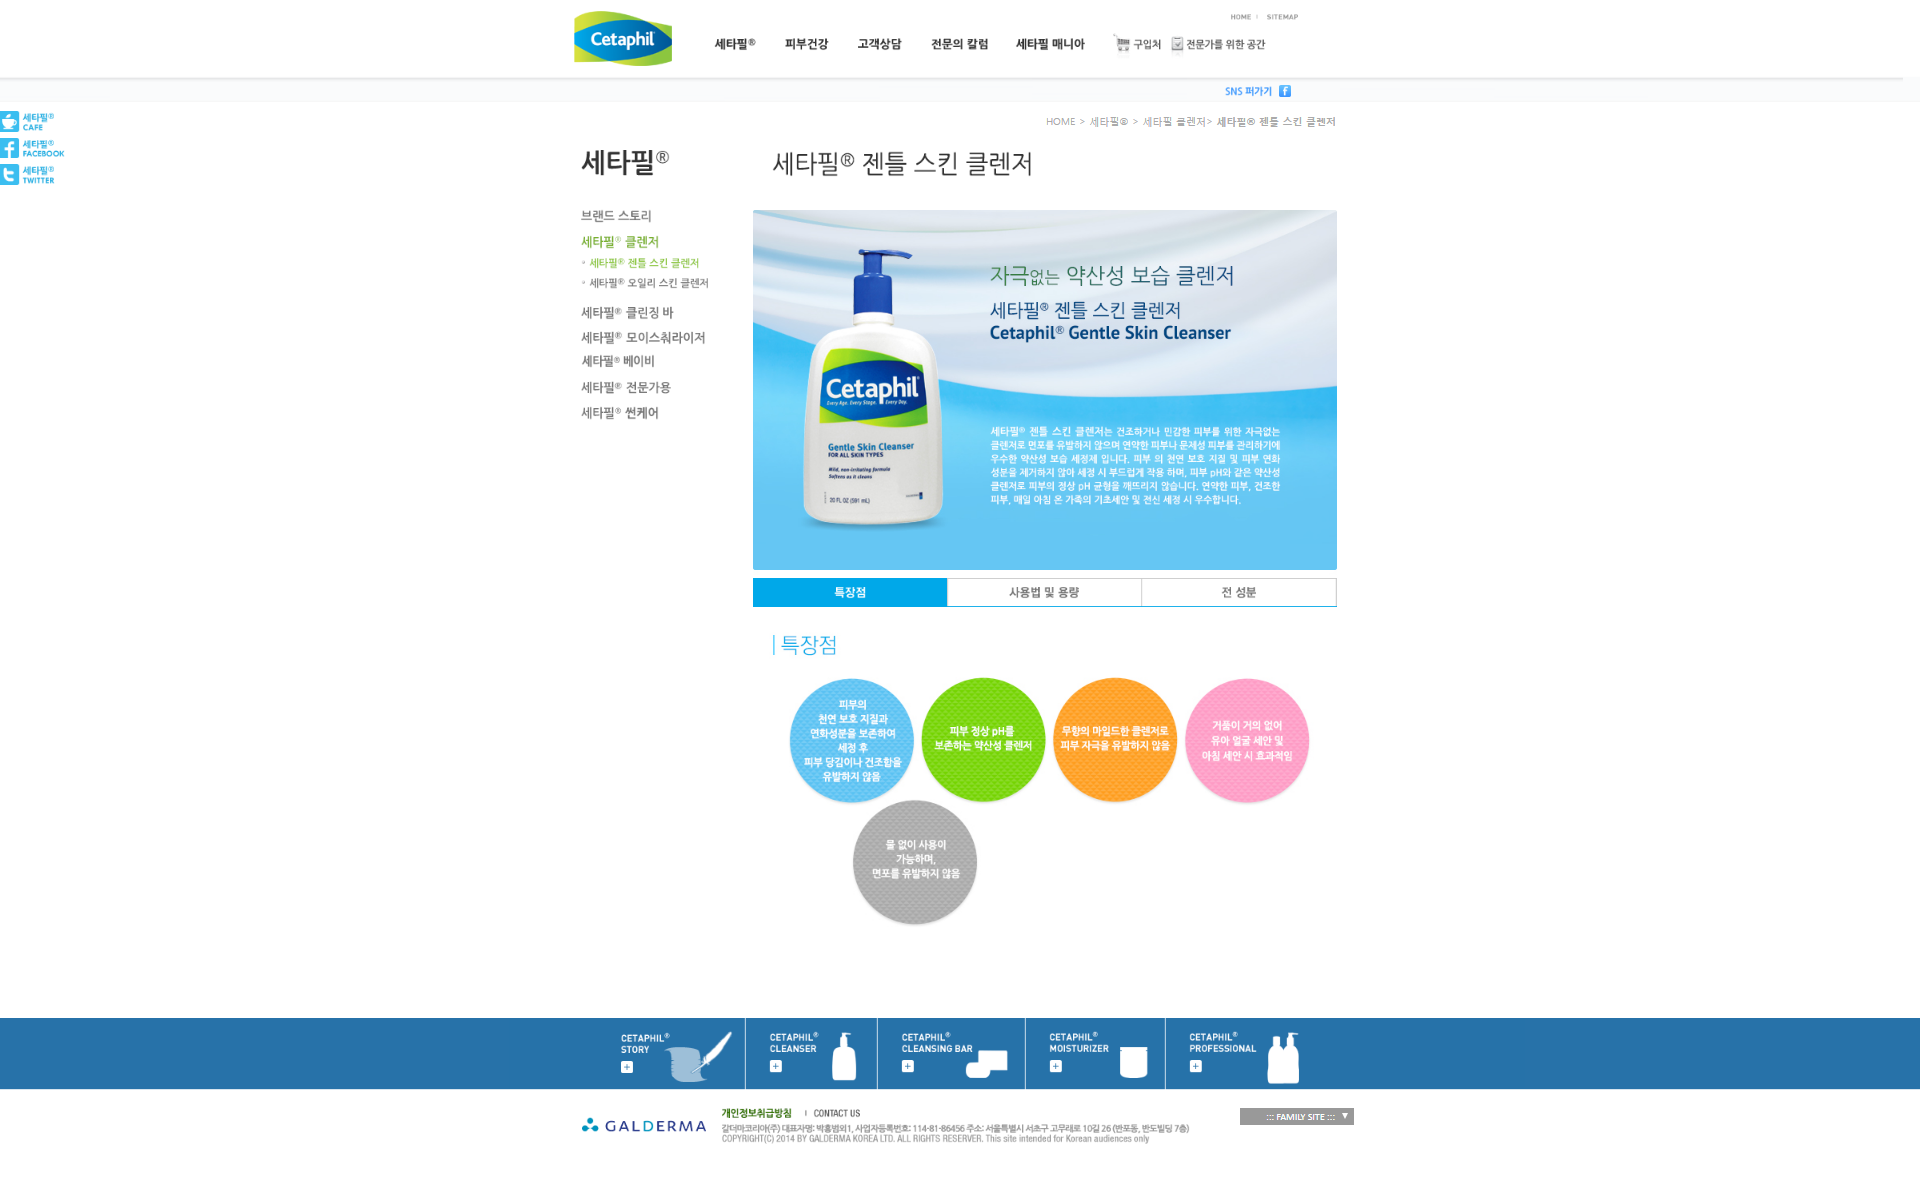 HOME | SITEMAP
Cetaphil
세타필® 피부건강 고객상담 전문의 칼럼 세타필 매니아 구입처 전문가를 위한 공간
SNS 퍼가기
세타필®
CAFE
세타필®
FACEBOOK
세타필®
TWITTER
HOME > 세타필® > 세타필 클렌저> 세타필® 젠틀 스킨 클렌저
세타필®
브랜드 스토리
세타필® 클렌저
세타필® 젠틀 스킨 클렌저
세타필® 오일리 스킨 클렌저
세타필® 클린징 바
세타필® 모이스춰라이저
세타필® 베이비
세타필® 전문가용
세타필® 썬케어
세타필® 젠틀 스킨 클렌저
자극없는 약산성 보습 클렌저
세타필® 젠틀 스킨 클렌저
Cetaphil® Gentle Skin Cleanser
Cetaphil
Every Age. Every Stage. Every Day.
Gentle Skin Cleanser
FOR ALL SKIN TYPES
Mild, non-irritating formula
Softens as it cleans
20 FL OZ (591 mL)
세타필® 젠틀 스킨 클렌저는 건조하거나 민감한 피부를 위한 자극없는
클렌저로 면포를 유발하지 않으며 연약한 피부나 문제성 피부를 관리하기에
우수한 약산성 보습 세정제 입니다. 피부 의 천연 보호 지질 및 피부 연화
성분을 제거하지 않아 세정 시 부드럽게 작용 하며, 피부 pH와 같은 약산성
클렌저로 피부의 정상 pH 균형을 깨뜨리지 않습니다. 연약한 피부, 건조한
피부, 매일 아침 온 가족의 기초세안 및 전신 세정 시 우수합니다.
특장점 사용법 및 용량 전 성분
특장점
피부의
천연 보호 지질과
연화성분을 보존하여
세정 후
피부 당김이나 건조함을
유발하지 않음
피부 정상 pH를
보존하는 약산성 클렌저
무향의 마일드한 클렌저로
피부 자극을 유발하지 않음
거품이 거의 없어
유아 얼굴 세안 및
아침 세안 시 효과적임
물 없이 사용이
가능하며,
면포를 유발하지 않음
CETAPHIL®
STORY
CETAPHIL®
CLEANSER
CETAPHIL®
CLEANSING BAR
CETAPHIL®
MOISTURIZER
CETAPHIL®
PROFESSIONAL
GALDERMA
개인정보취급방침 | CONTACT US
갈더마코리아(주) 대표자명: 박흥범외1, 사업자등록번호: 114-81-86456 주소: 서울특별시 서초구 고무래로 10길 26 (반포동, 반도빌딩 7층)
COPYRIGHT(C) 2014 BY GALDERMA KOREA LTD. ALL RIGHTS RESERVER. This site intended for Korean audiences only
::: FAMILY SITE ::: ▼